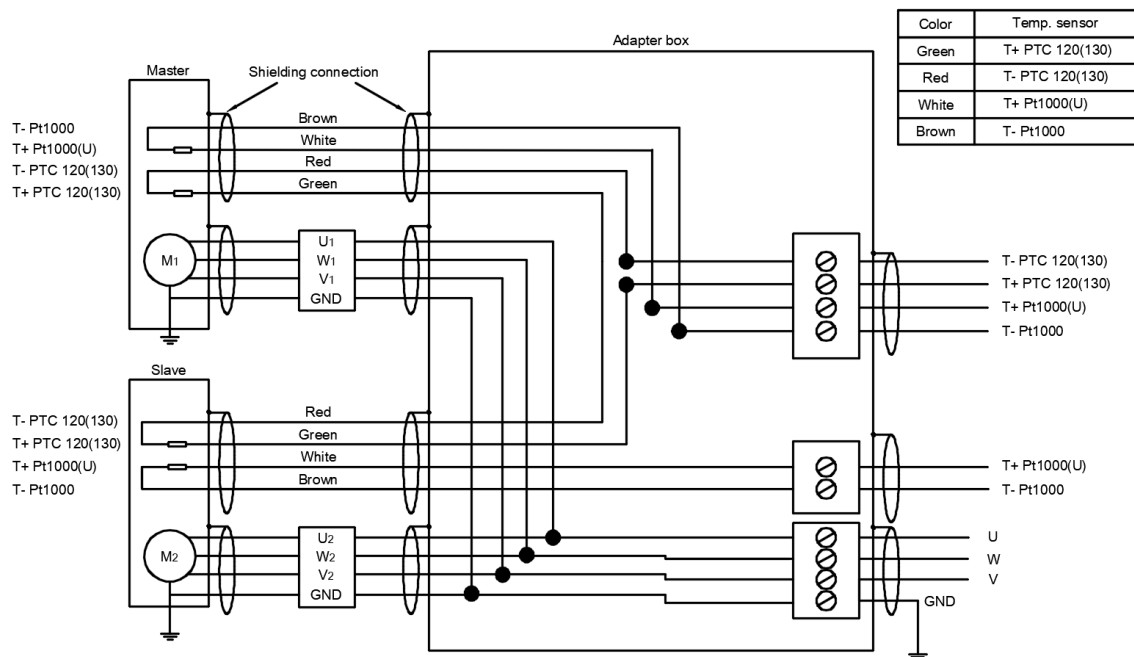 Color Temp. sensor
Green T+ PTC 120(130)
Red T- PTC 120(130)
White T+ Pt1000(U)
Brown T- Pt1000
Adapter box
Master
Shielding connection
T- Pt1000
T+ Pt1000(U)
T- PTC 120(130)
T+ PTC 120(130)
Brown
White
Red
Green
M1
U1
W1
V1
GND
T- PTC 120(130)
T+ PTC 120(130)
T+ Pt1000(U)
T- Pt1000
Slave
T- PTC 120(130)
T+ PTC 120(130)
T+ Pt1000(U)
T- Pt1000
Red
Green
White
Brown
T+ Pt1000(U)
T- Pt1000
M2
U2
W2
V2
GND
U
W
V
GND